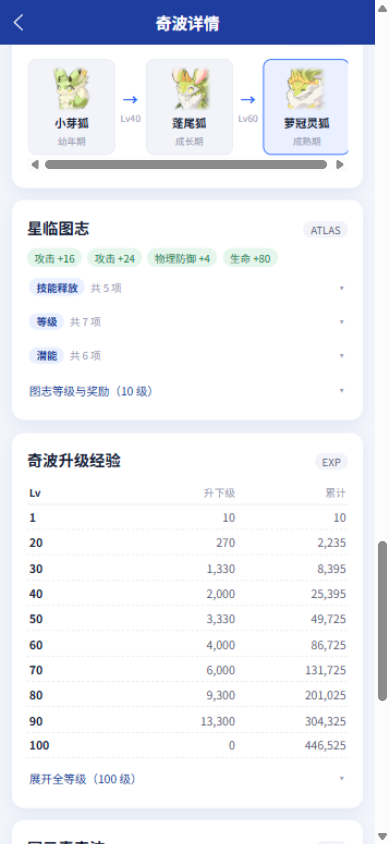 奇波详情
小芽狐 → Lv40 蓬尾狐 → Lv60 萝冠灵狐
幼年期 成长期 成熟期
星临图志 ATLAS
攻击 +16 攻击 +24 物理防御 +4 生命 +80
技能释放 共 5 项
等级 共 7 项
潜能 共 6 项
图志等级与奖励（10 级）
奇波升级经验 EXP
Lv 升下级 累计
1 10 10
20 270 2,235
30 1,330 8,395
40 2,000 25,395
50 3,330 49,725
60 4,000 86,725
70 6,000 131,725
80 9,300 201,025
90 13,300 304,325
100 0 446,525
展开全等级（100 级）